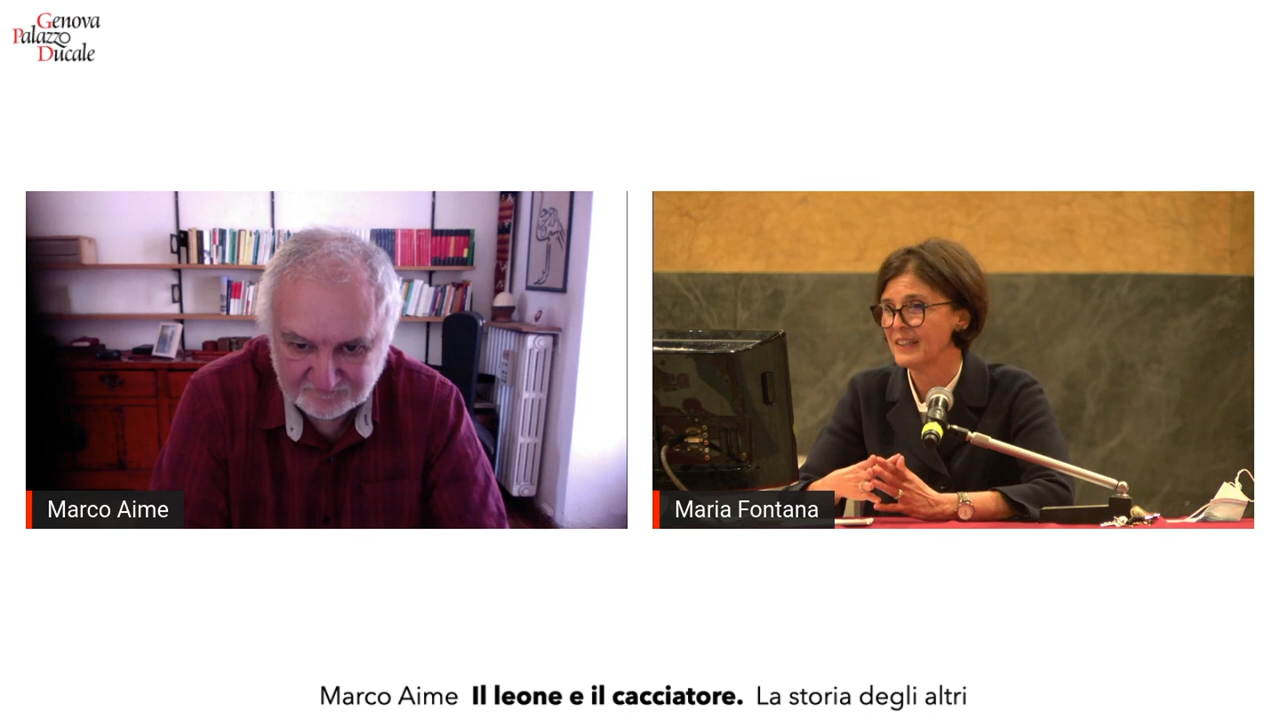 Genova
Palazzo
Ducale
Marco Aime
Maria Fontana
Marco Aime Il leone e il cacciatore. La storia degli altri